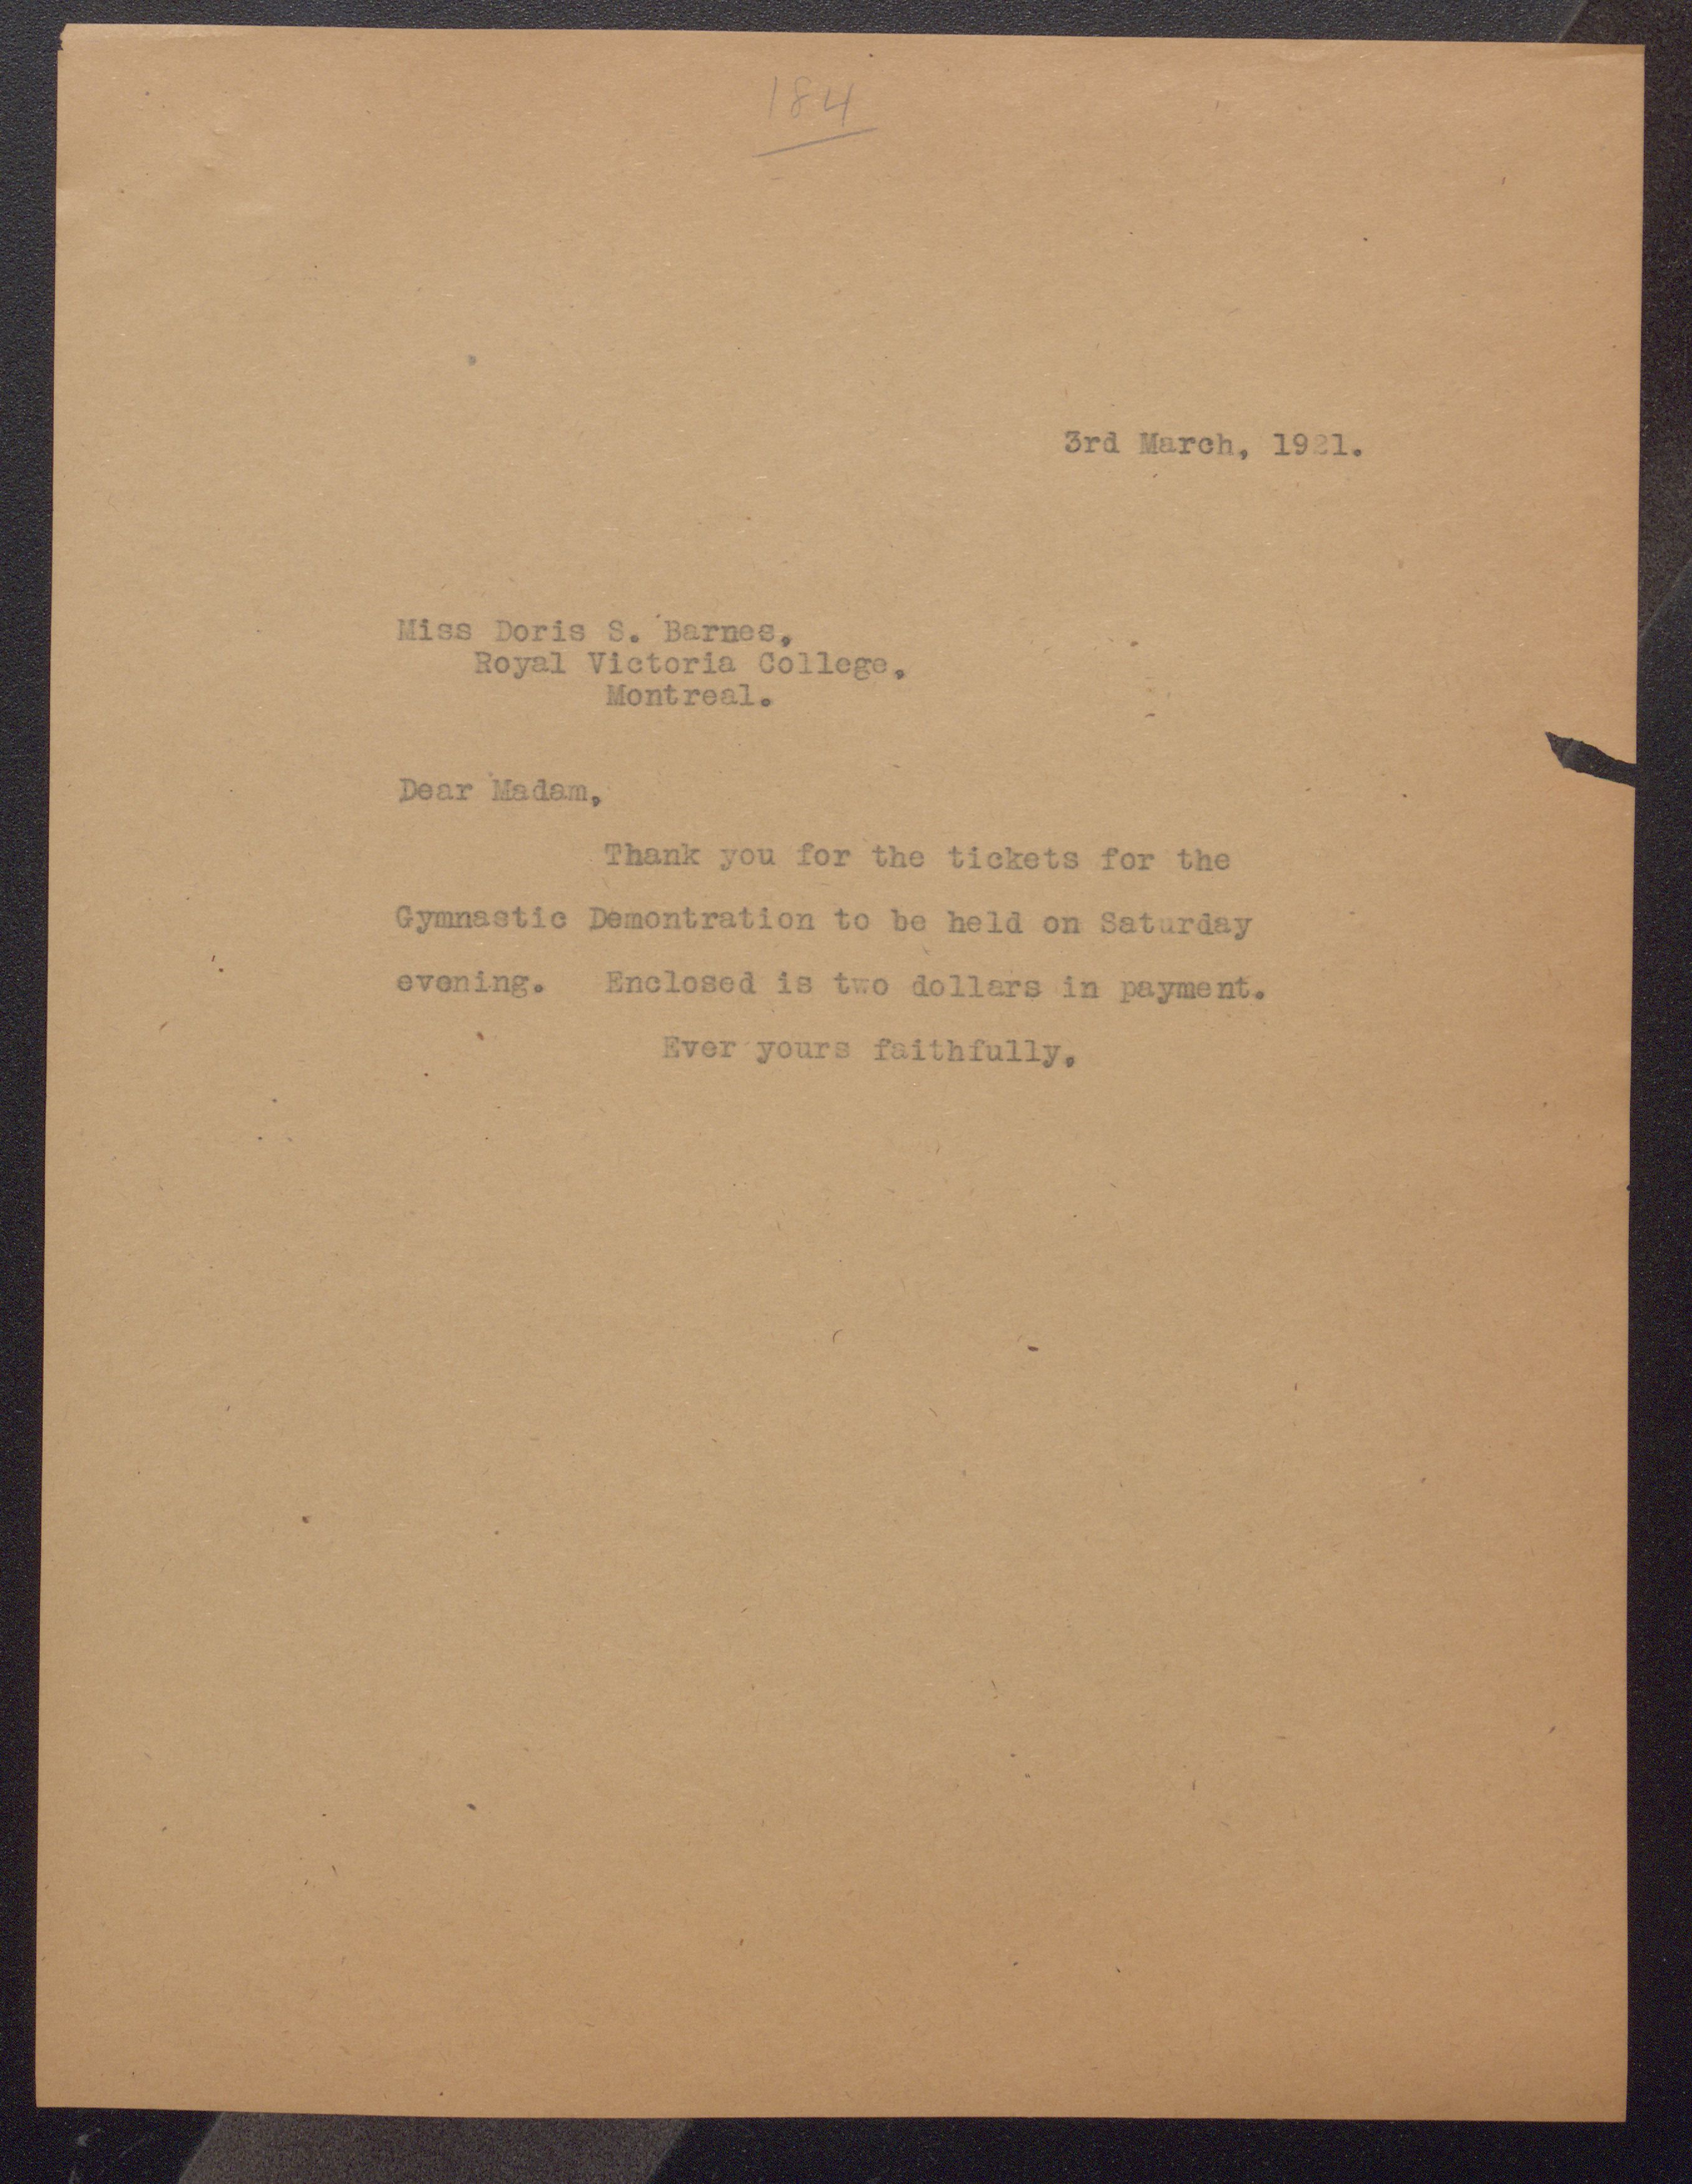 184
3rd March, 1921.
Miss Doris S. Barnes,
Royal Victoria College,
Montreal.
Dear Madam,
Thank you for the tickets for the
Gymnastic Demontration to be held on Saturday
evening. Enclosed is two dollars in payment.
Ever yours faithfully,